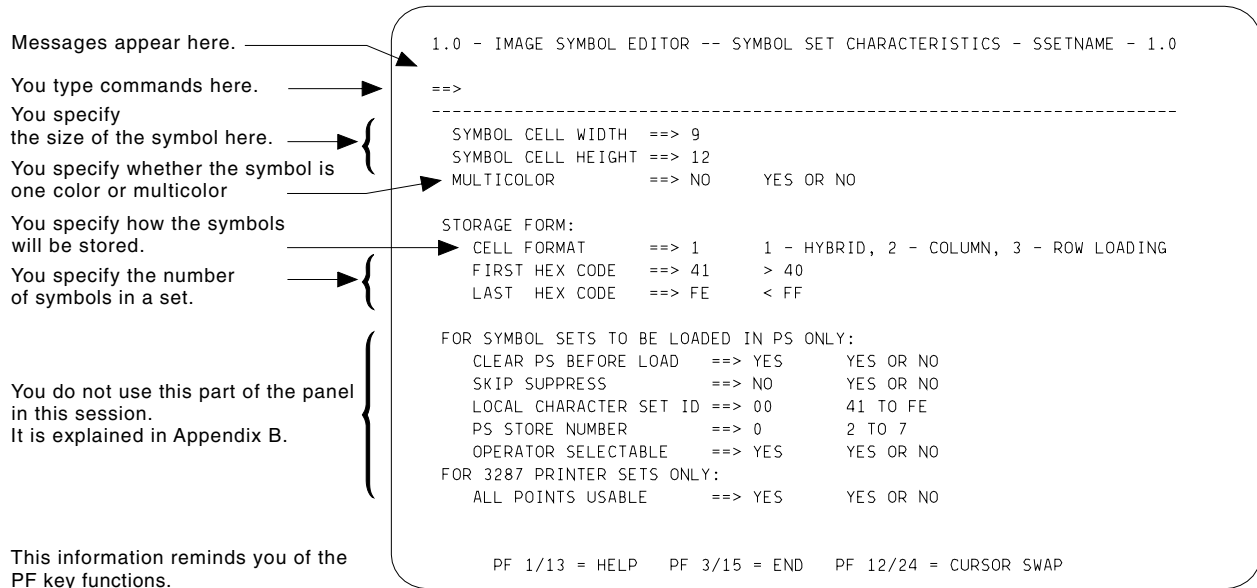 Messages appear here.
You type commands here.
You specify
the size of the symbol here.
You specify whether the symbol is
one color or multicolor
You specify how the symbols
will be stored.
You specify the number
of symbols in a set.
You do not use this part of the panel
in this session.
It is explained in Appendix B.
This information reminds you of the
PF key functions.
1.0 - IMAGE SYMBOL EDITOR -- SYMBOL SET CHARACTERISTICS - SSETNAME - 1.0
==>
------------------------------------------------------------------------------
SYMBOL CELL WIDTH ==> 9
SYMBOL CELL HEIGHT ==> 12
MULTICOLOR ==> NO YES OR NO
STORAGE FORM:
CELL FORMAT ==> 1 1 - HYBRID, 2 - COLUMN, 3 - ROW LOADING
FIRST HEX CODE ==> 41 > 40
LAST HEX CODE ==> FE < FF
FOR SYMBOL SETS TO BE LOADED IN PS ONLY:
CLEAR PS BEFORE LOAD ==> YES YES OR NO
SKIP SUPPRESS ==> NO YES OR NO
LOCAL CHARACTER SET ID ==> 00 41 TO FE
PS STORE NUMBER ==> 0 2 TO 7
OPERATOR SELECTABLE ==> YES YES OR NO
FOR 3287 PRINTER SETS ONLY:
ALL POINTS USABLE ==> YES YES OR NO
PF 1/13 = HELP PF 3/15 = END PF 12/24 = CURSOR SWAP